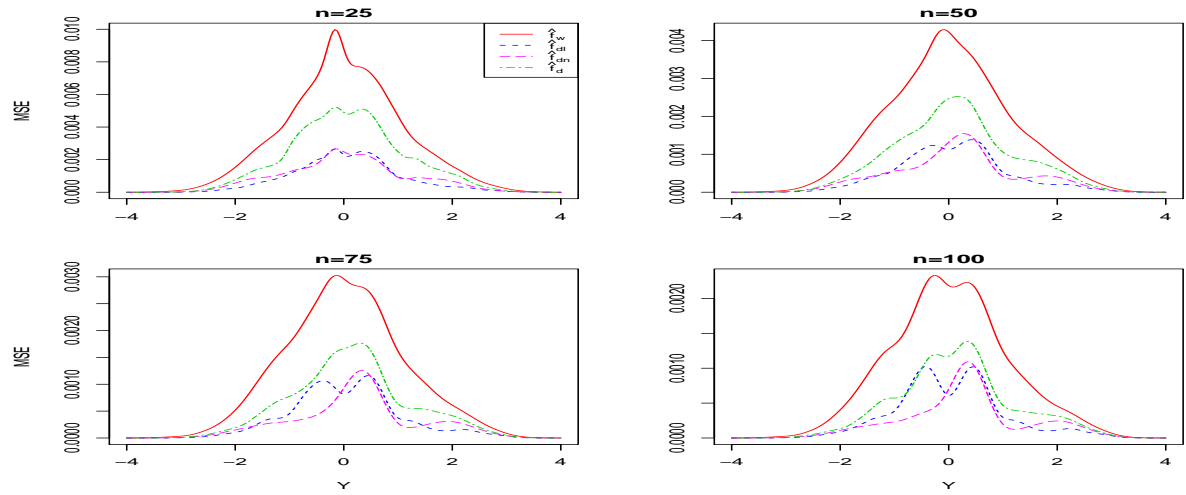 n=25
MSE
0.000 0.002 0.004 0.006 0.008 0.010
−4 −2 0 2 4
f̂w
f̂dl
f̂dn
f̂d
n=50
0.000 0.001 0.002 0.003 0.004
−4 −2 0 2 4
n=75
MSE
0.0000 0.0010 0.0020 0.0030
−4 −2 0 2 4
Y
n=100
0.0000 0.0010 0.0020
−4 −2 0 2 4
Y